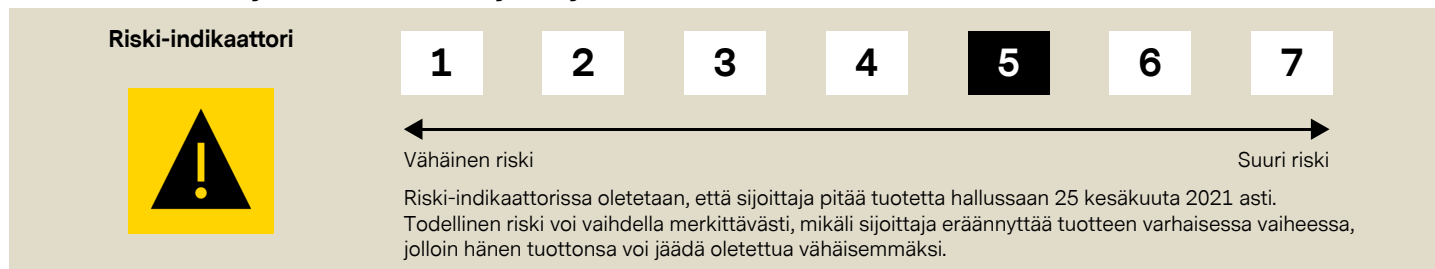 Riski-indikaattori
1 2 3 4 5 6 7
Vähäinen riski Suuri riski
Riski-indikaattorissa oletetaan, että sijoittaja pitää tuotetta hallussaan 25 kesäkuuta 2021 asti.
Todellinen riski voi vaihdella merkittävästi, mikäli sijoittaja eräännyttää tuotteen varhaisessa vaiheessa,
jolloin hänen tuottonsa voi jäädä oletettua vähäisemmäksi.